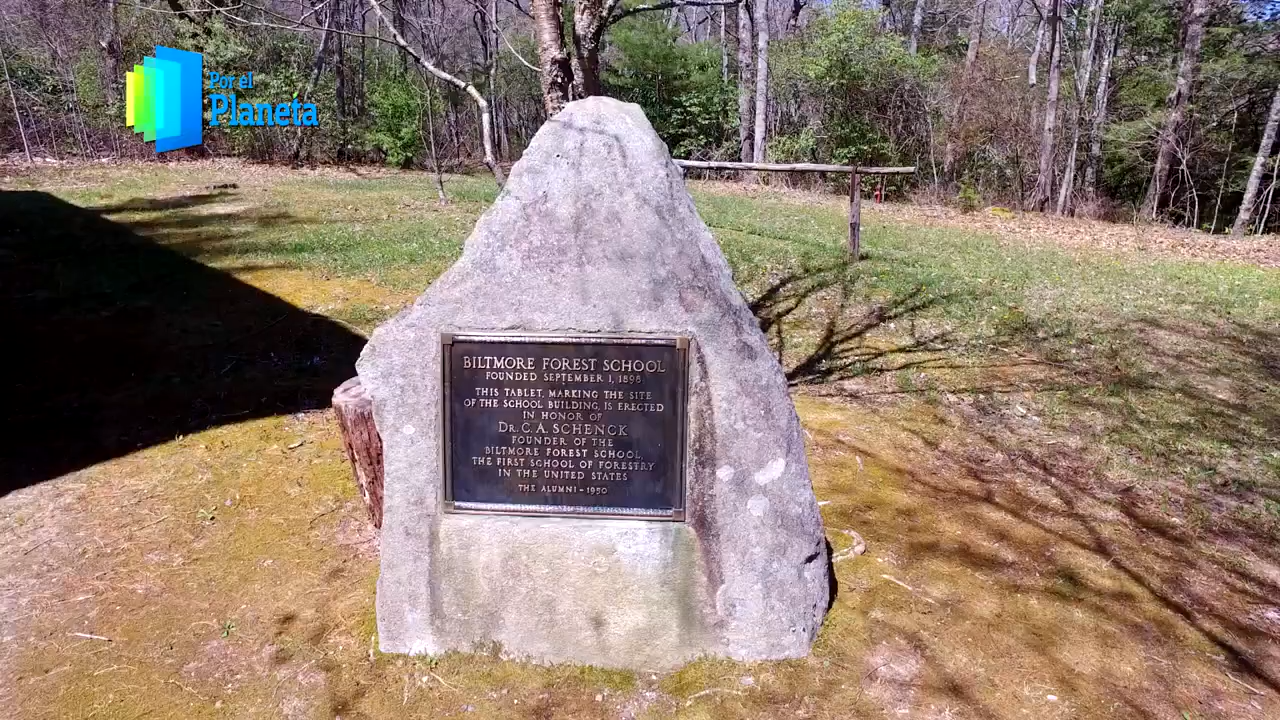 Por el
Planeta
BILTMORE FOREST SCHOOL
FOUNDED SEPTEMBER 1, 1898
THIS TABLET, MARKING THE SITE
OF THE SCHOOL BUILDING, IS ERECTED
IN HONOR OF
DR. C. A. SCHENCK
FOUNDER OF THE
BILTMORE FOREST SCHOOL,
THE FIRST SCHOOL OF FORESTRY
IN THE UNITED STATES
THE ALUMNI - 1950